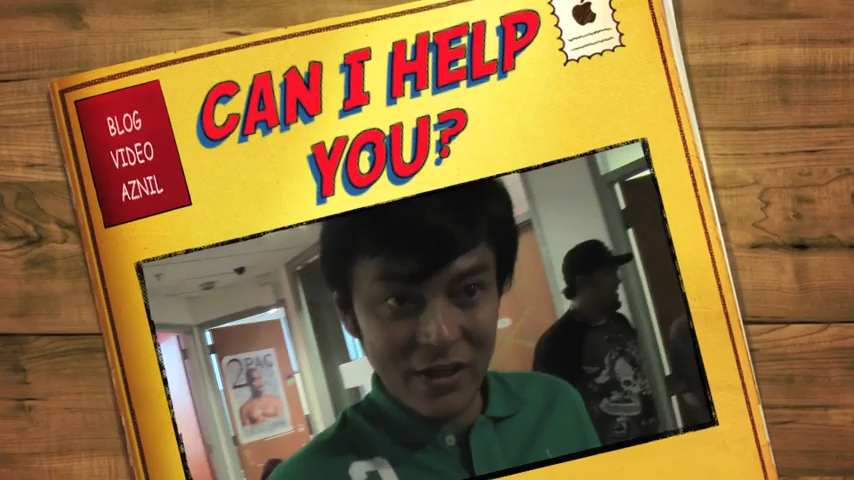 CAN I HELP
YOU?
BLOG
VIDEO
AZNIL
2PAC